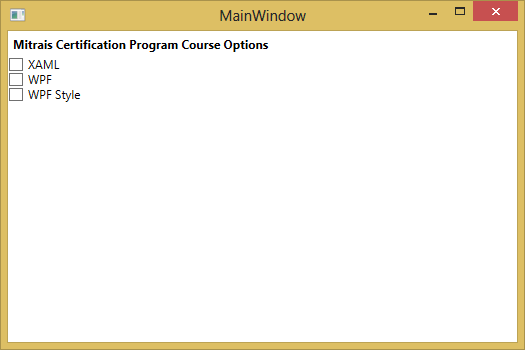 MainWindow
Mitrais Certification Program Course Options
XAML
WPF
WPF Style